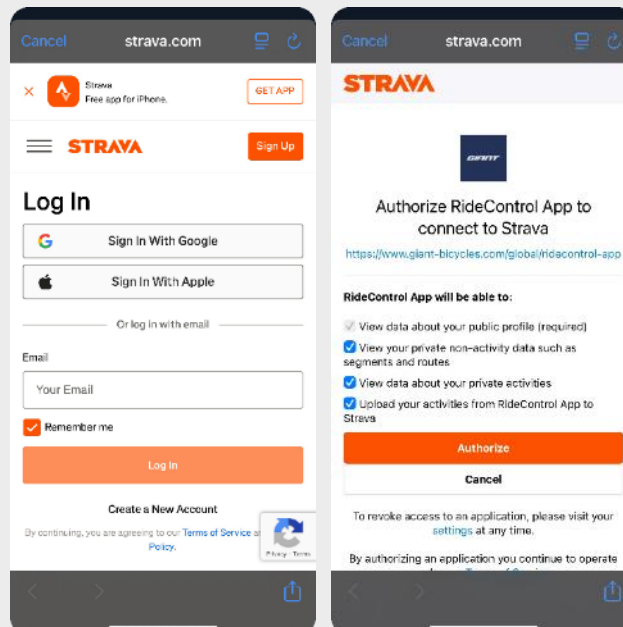 Cancel
strava.com
Strava
Free app for iPhone.
GET APP
STRAVA
Sign Up
Log In
Sign In With Google
Sign In With Apple
Or log in with email
Email
Your Email
Remember me
Log In
Create a New Account
By continuing, you are agreeing to our Terms of Service
Policy.
Privacy - Terms
Cancel
strava.com
STRAVA
GIANT
Authorize RideControl App to
connect to Strava
https://www.giant-bicycles.com/global/ridecontrol-app
RideControl App will be able to:
View data about your public profile (required)
View your private non-activity data such as
segments and routes
View data about your private activities
Upload your activities from RideControl App to
Strava
Authorize
Cancel
To revoke access to an application, please visit your
settings at any time.
By authorizing an application you continue to operate